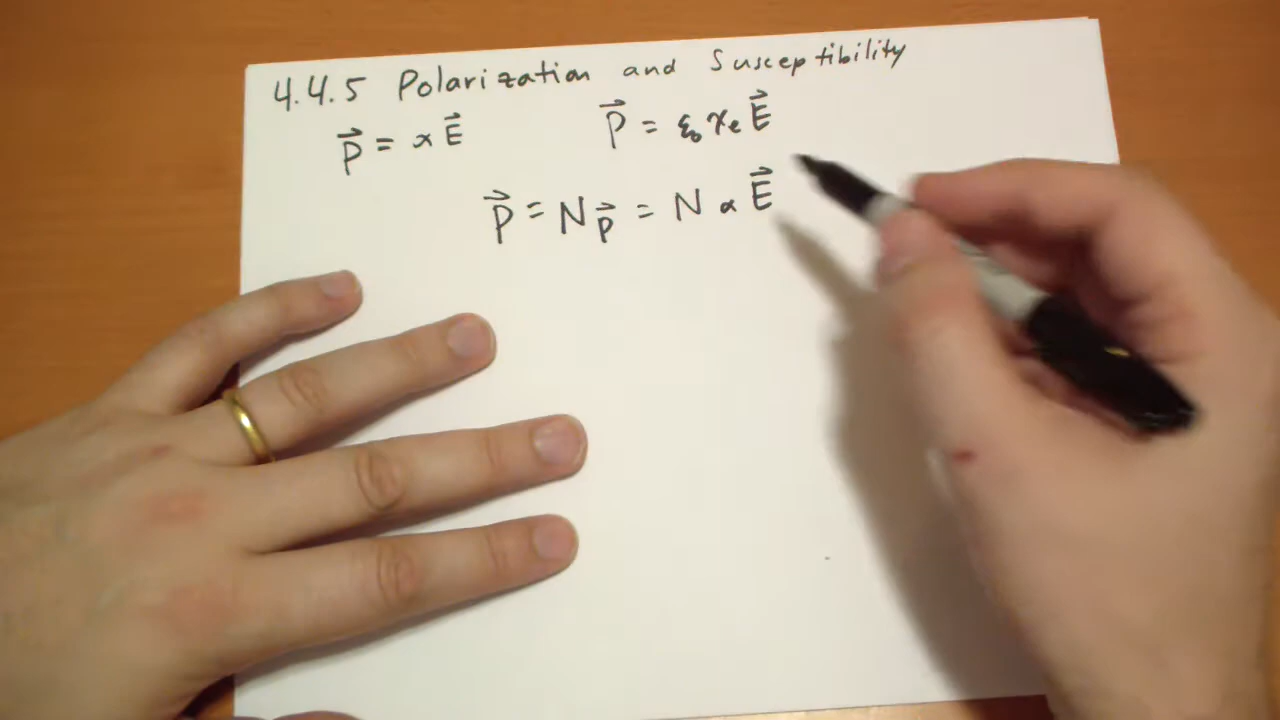 4.4.5 Polarization and Susceptibility
p⃗ = α E⃗ P⃗ = ε₀ χₑ E⃗
P⃗ = N p⃗ = N α E⃗